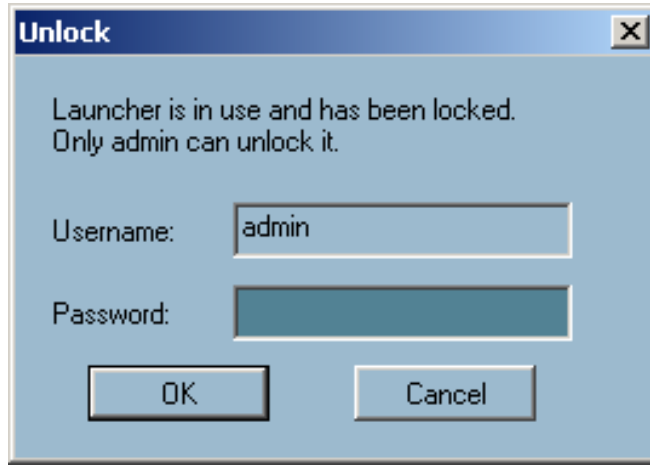 Unlock
Launcher is in use and has been locked.
Only admin can unlock it.
Username: admin
Password:
OK Cancel